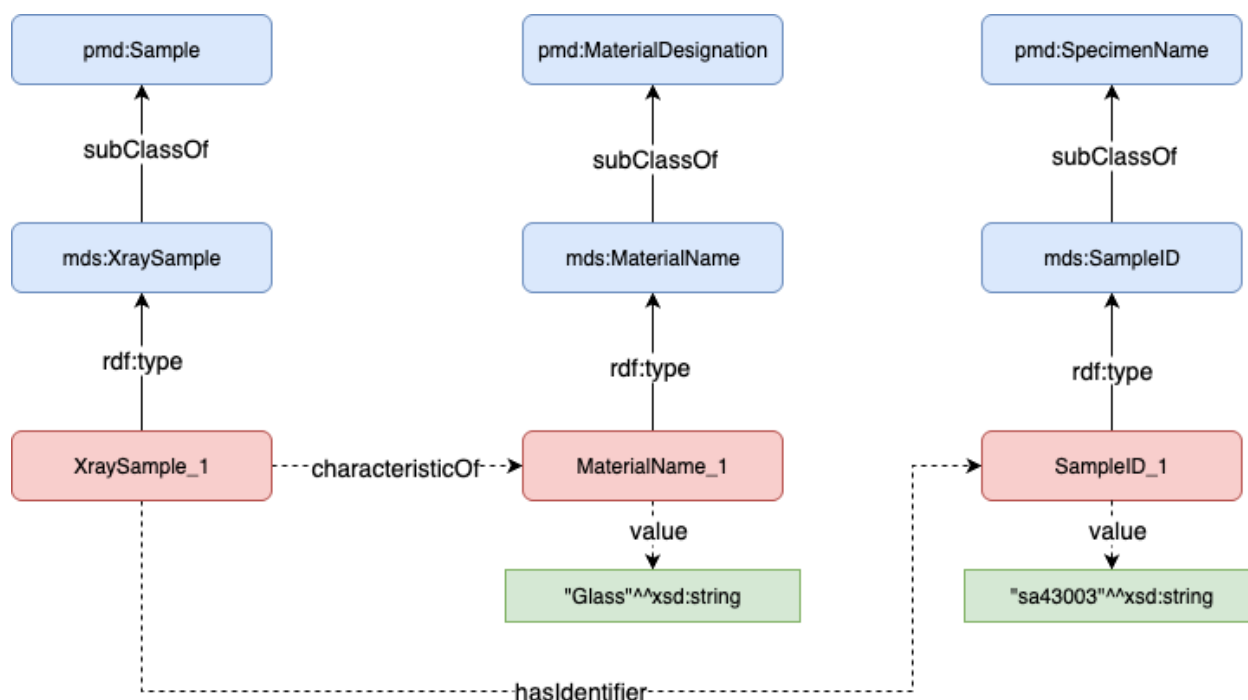 pmd:Sample
pmd:MaterialDesignation
pmd:SpecimenName
subClassOf
subClassOf
subClassOf
mds:XraySample
mds:MaterialName
mds:SampleID
rdf:type
rdf:type
rdf:type
XraySample_1
characteristicOf
MaterialName_1
SampleID_1
value
value
"Glass"^^xsd:string
"sa43003"^^xsd:string
hasIdentifier